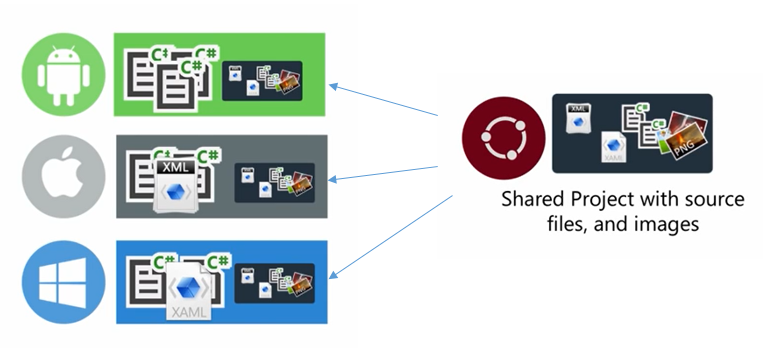 C#
C#
C#
C#
C#
XML
C#
C#
XAML
XML
C#
XAML
PNG
Shared Project with source
files, and images